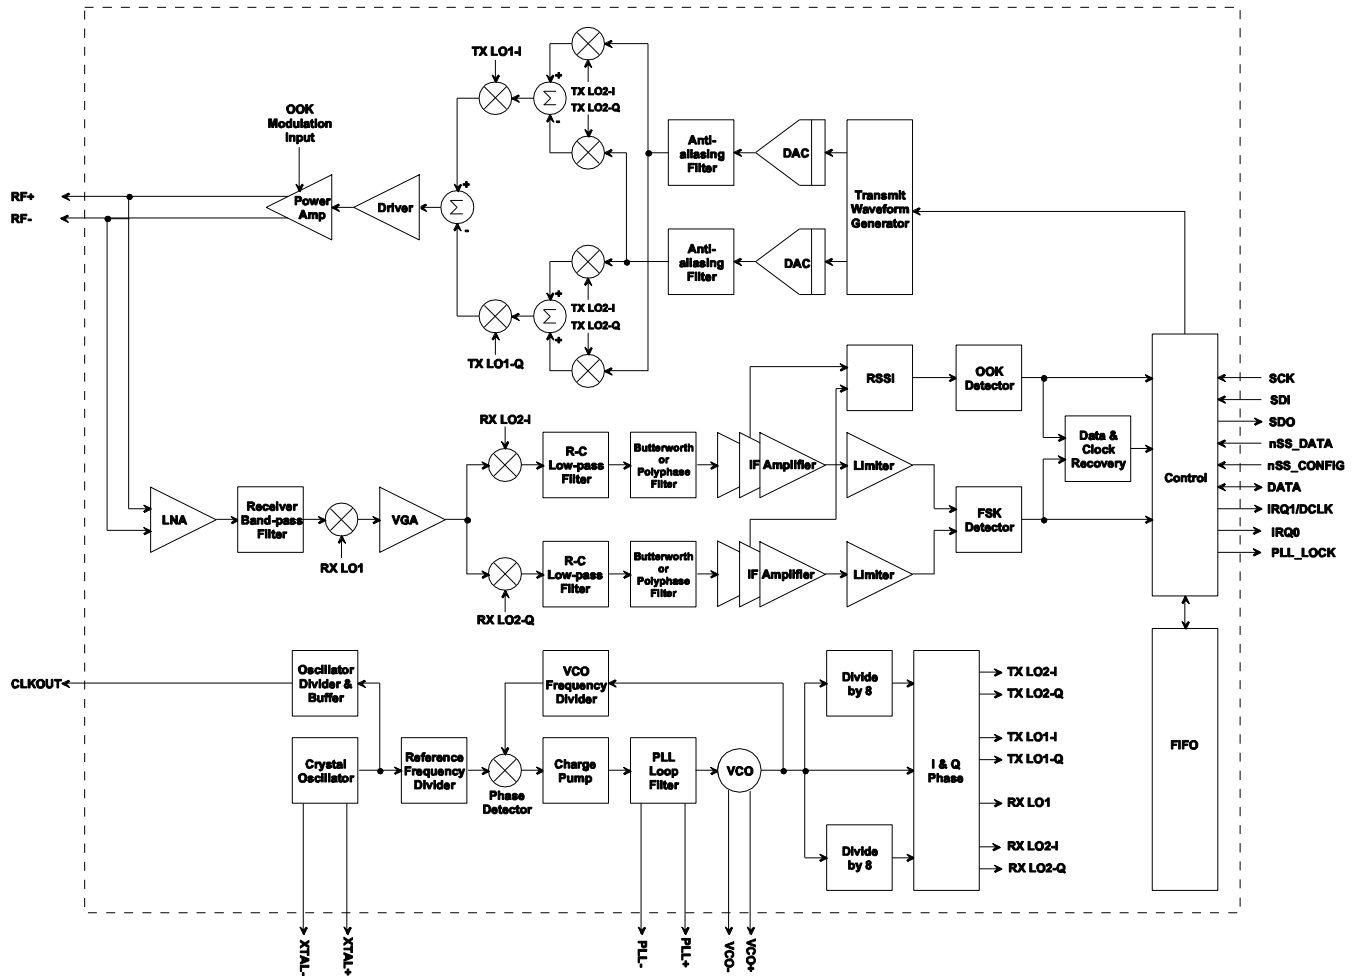 TX LO1-I
+
Σ
-
TX LO2-I
TX LO2-Q
OOK
Modulation
Input
Anti-
aliasing
Filter
DAC
RF+
RF-
Power
Amp
Driver
+
Σ
-
Transmit
Waveform
Generator
Anti-
aliasing
Filter
DAC
+
Σ
+
TX LO2-I
TX LO2-Q
TX LO1-Q
RSSI
OOK
Detector
SCK
SDI
SDO
nSS_DATA
nSS_CONFIG
DATA
IRQ1/DCLK
IRQ0
PLL_LOCK
Control
Data &
Clock
Recovery
RX LO2-I
R-C
Low-pass
Filter
Butterworth
or
Polyphase
Filter
IF Amplifier
Limiter
LNA
Receiver
Band-pass
Filter
RX LO1
VGA
FSK
Detector
R-C
Low-pass
Filter
Butterworth
or
Polyphase
Filter
IF Amplifier
Limiter
RX LO2-Q
CLKOUT
Oscillator
Divider &
Buffer
VCO
Frequency
Divider
Divide
by 8
TX LO2-I
TX LO2-Q
TX LO1-I
TX LO1-Q
RX LO1
RX LO2-I
RX LO2-Q
I & Q
Phase
FIFO
Crystal
Oscillator
Reference
Frequency
Divider
Phase
Detector
Charge
Pump
PLL
Loop
Filter
VCO
Divide
by 8
XTAL-
XTAL+
PLL-
PLL+
VCO-
VCO+